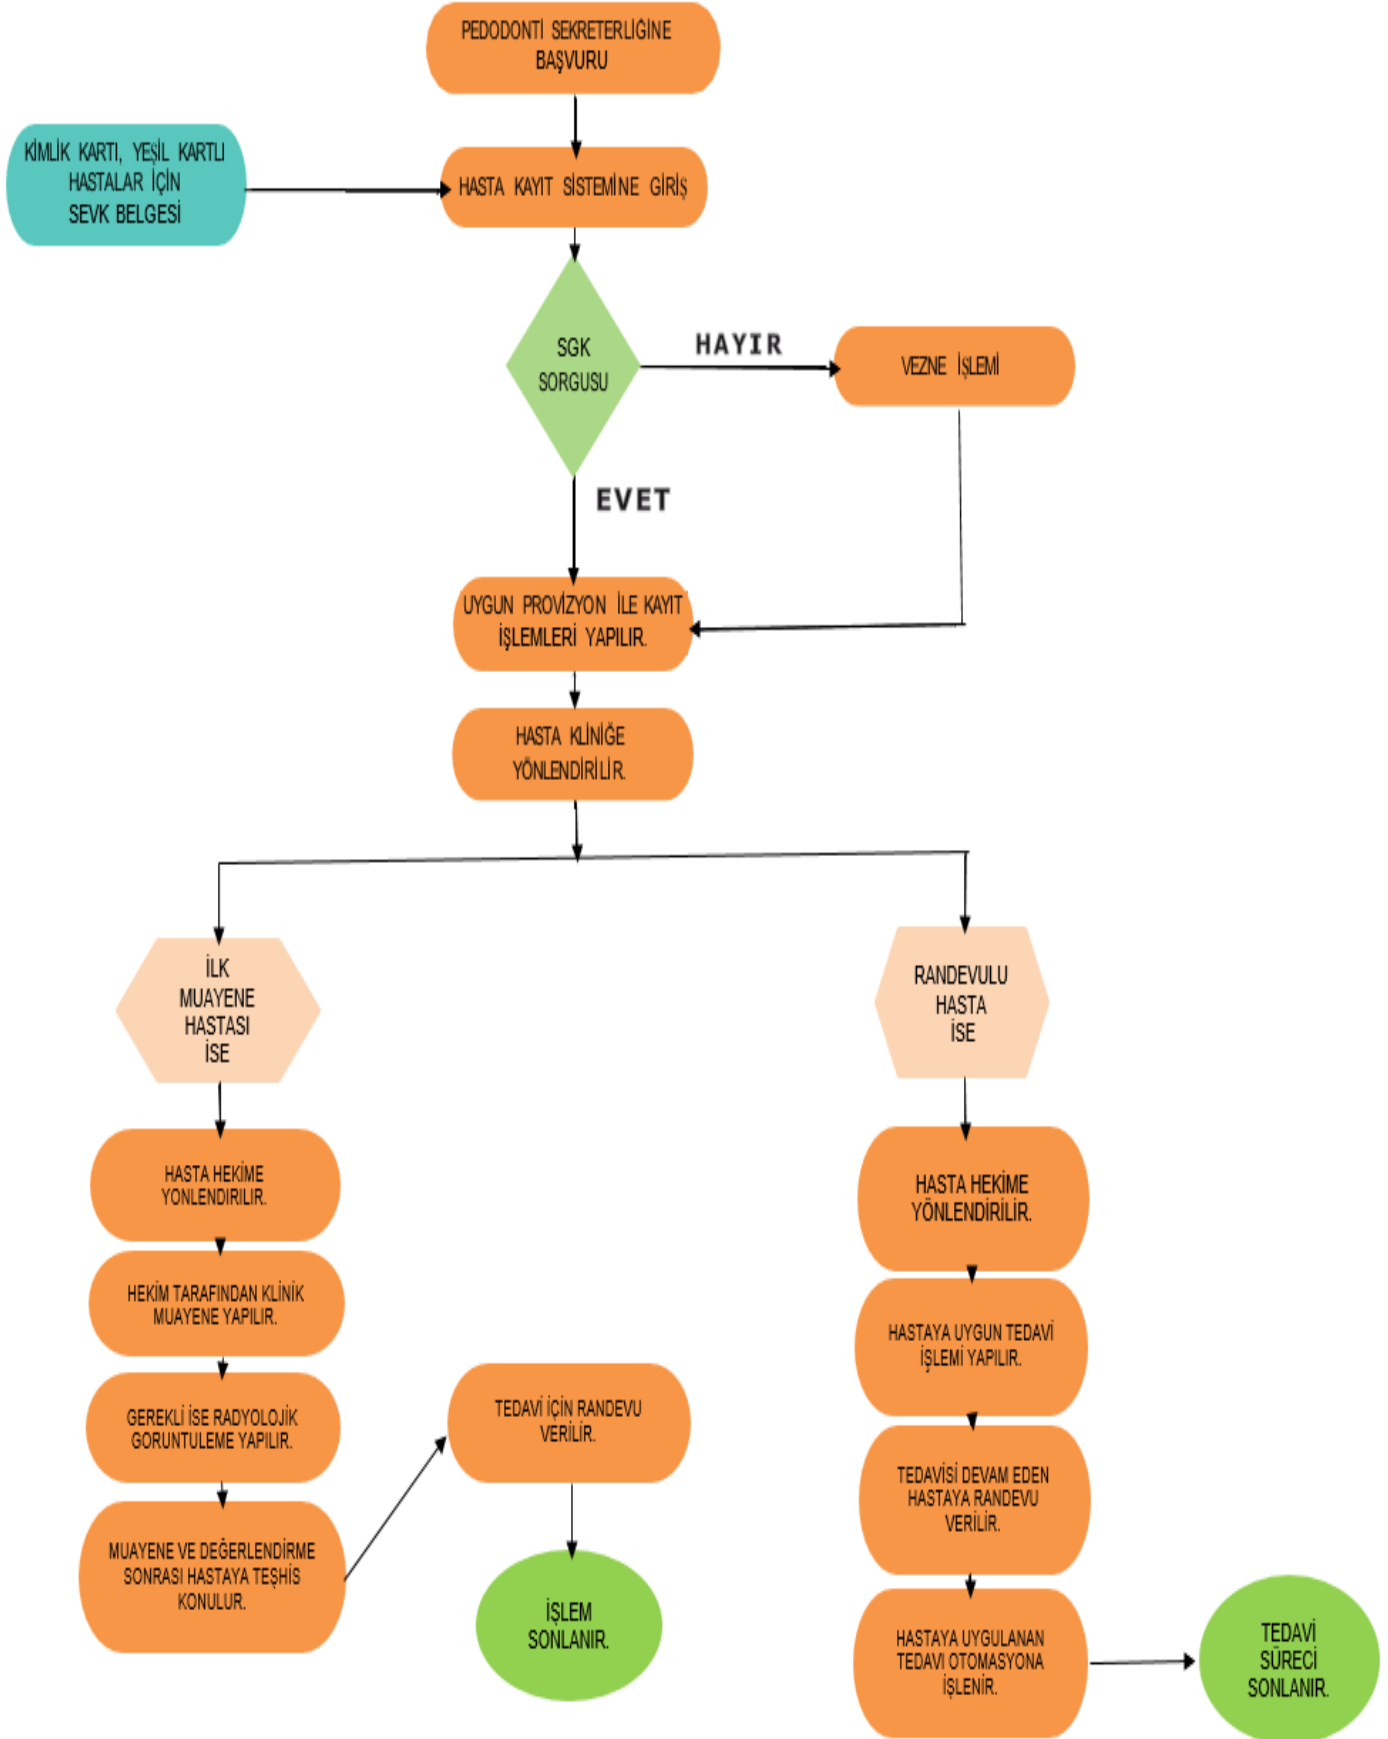 PEDODONTİ SEKRETERLİĞİNE
BAŞVURU
KİMLİK KARTI, YEŞİL KARTLI
HASTALAR İÇİN
SEVK BELGESİ
HASTA KAYIT SİSTEMİNE GİRİŞ
SGK
SORGUSU
HAYIR
VEZNE İŞLEMİ
EVET
UYGUN PROVİZYON İLE KAYIT
İŞLEMLERİ YAPILIR.
HASTA KLİNİĞE
YÖNLENDİRİLİR.
İLK
MUAYENE
HASTASI
İSE
HASTA HEKİME
YONLENDIRILIR.
HEKİM TARAFINDAN KLİNİK
MUAYENE YAPILIR.
GEREKLİ İSE RADYOLOJİK
GORUNTULEME YAPILIR.
MUAYENE VE DEĞERLENDİRME
SONRASI HASTAYA TEŞHİS
KONULUR.
TEDAVİ İÇİN RANDEVU
VERİLİR.
İŞLEM
SONLANIR.
RANDEVULU
HASTA
İSE
HASTA HEKİME
YÖNLENDİRİLİR.
HASTAYA UYGUN TEDAVİ
İŞLEMİ YAPILIR.
TEDAVİSİ DEVAM EDEN
HASTAYA RANDEVU
VERİLİR.
HASTAYA UYGULANAN
TEDAVI OTOMASYONA
İŞLENİR.
TEDAVİ
SÜRECİ
SONLANIR.